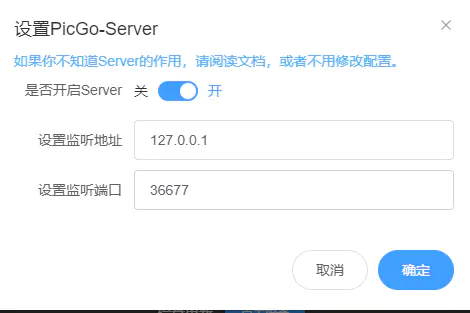 设置PicGo-Server
如果你不知道Server的作用，请阅读文档，或者不用修改配置。
是否开启Server 关 开
设置监听地址 127.0.0.1
设置监听端口 36677
取消 确定